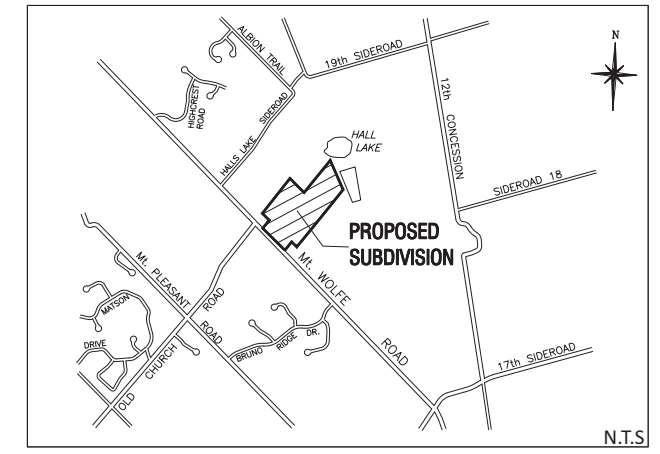 ALBION TRAIL
19th SIDEROAD
N
HIGHCREST
ROAD
HALLS LAKE SIDEROAD
12th CONCESSION
HALL
LAKE
SIDEROAD 18
PROPOSED
SUBDIVISION
Mt. PLEASANT ROAD
Mt. WOLFE ROAD
MATSON
DRIVE
OLD CHURCH ROAD
BRUNO RIDGE DR.
17th SIDEROAD
N.T.S